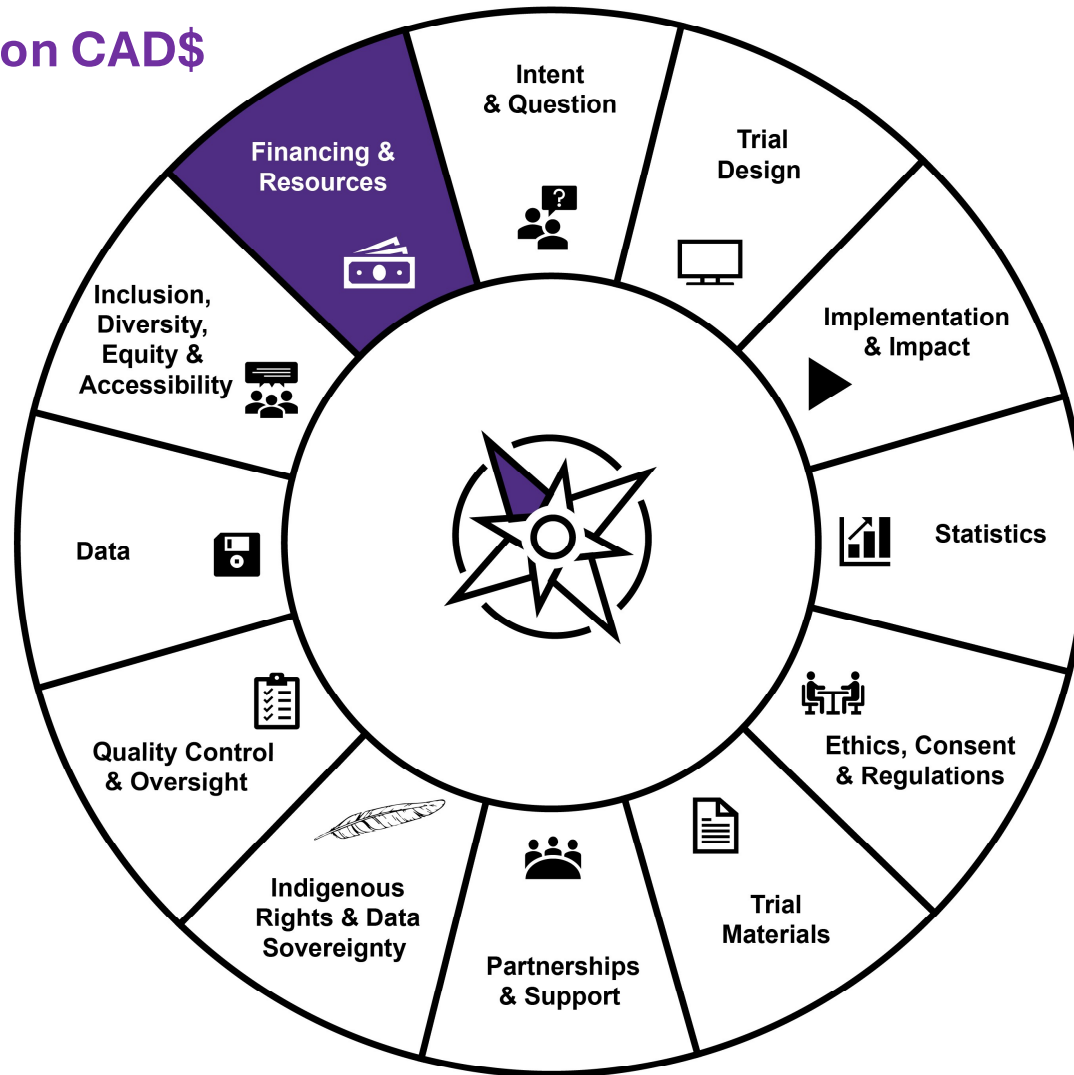 on CAD$
Intent
& Question
?
Trial
Design
Implementation
& Impact
Statistics
Ethics, Consent
& Regulations
Trial
Materials
Partnerships
& Support
Indigenous
Rights & Data
Sovereignty
Quality Control
& Oversight
Data
Inclusion,
Diversity,
Equity &
Accessibility
Financing &
Resources